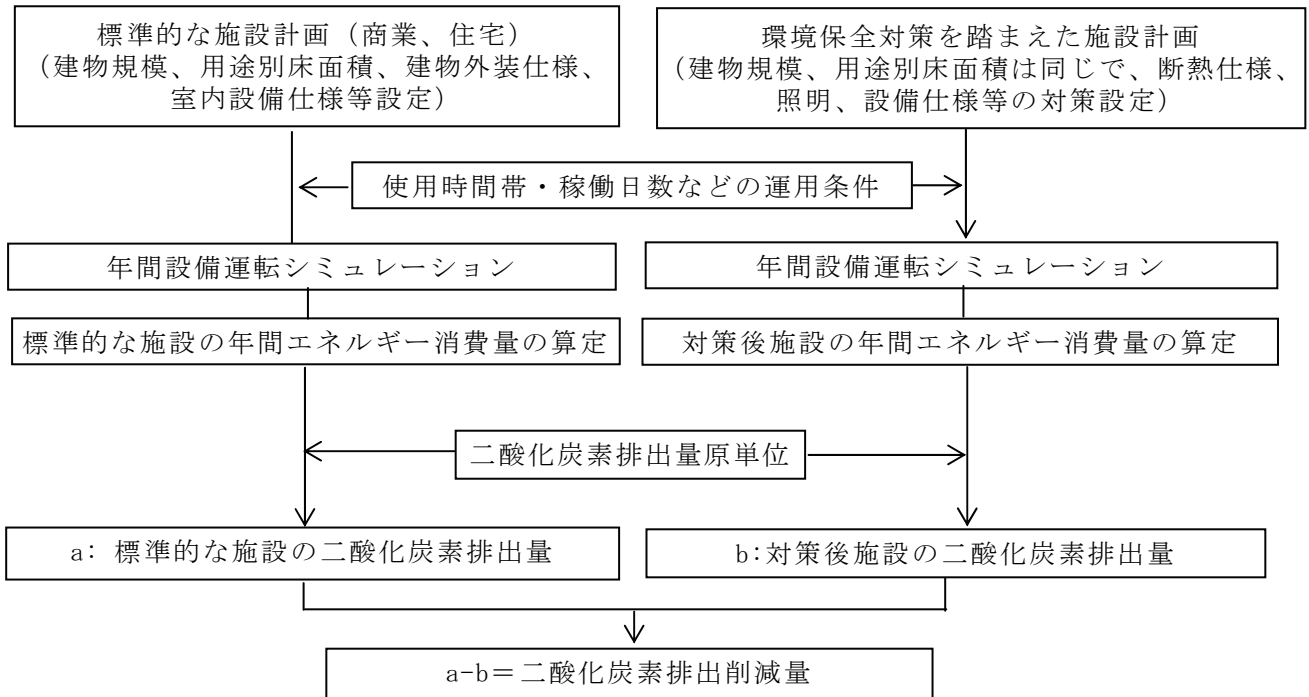 標準的な施設計画（商業、住宅）
（建物規模、用途別床面積、建物外装仕様、
室内設備仕様等設定）
環境保全対策を踏まえた施設計画
（建物規模、用途別床面積は同じで、断熱仕様、
照明、設備仕様等の対策設定）
使用時間帯・稼働日数などの運用条件
年間設備運転シミュレーション
年間設備運転シミュレーション
標準的な施設の年間エネルギー消費量の算定
対策後施設の年間エネルギー消費量の算定
二酸化炭素排出量原単位
a: 標準的な施設の二酸化炭素排出量
b:対策後施設の二酸化炭素排出量
a-b＝二酸化炭素排出削減量